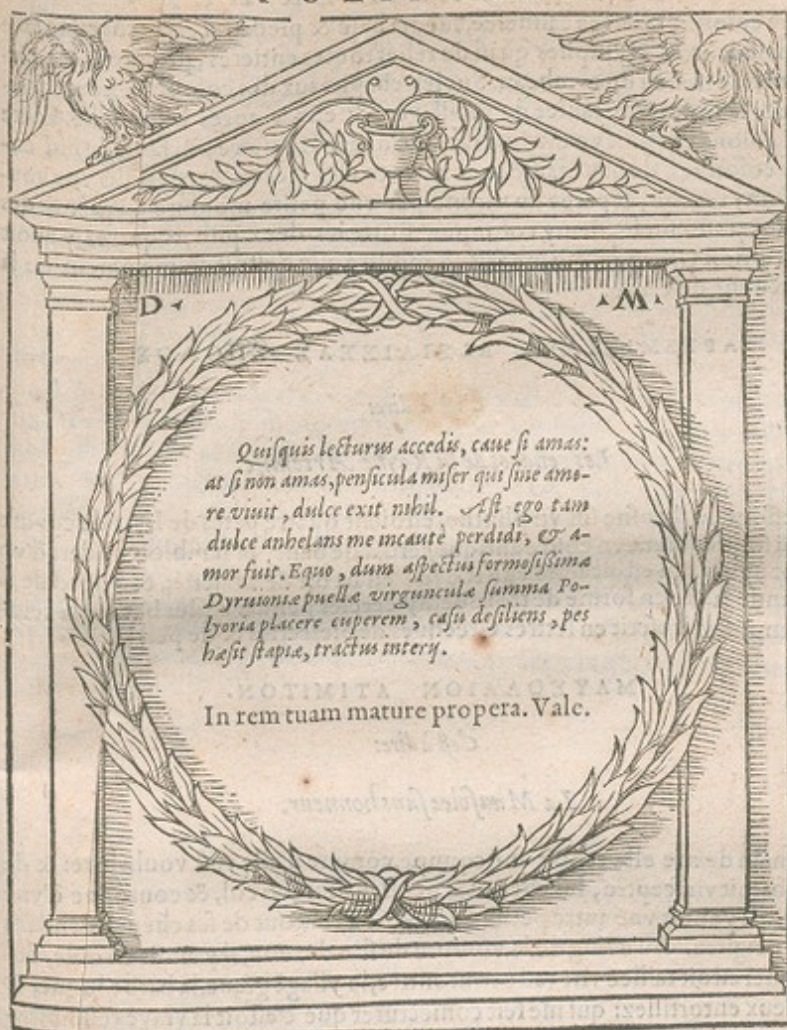 D M
Quiſquis lecturus accedis, caue ſi amas:
at ſi non amas, penſicula miſer qui ſine amo-
re viuit, dulce exit nihil. Aſt ego tam
dulce anhelans me incautè perdidi, & a-
mor fuit. Equo, dum aſpectui formoſißimæ
Dyruioniæ puellæ virgunculæ ſumma Po-
lyoria placere cuperem, caſu deſiliens, pes
hæſit ſtapiæ, tractus interij.
In rem tuam mature propera. Vale.